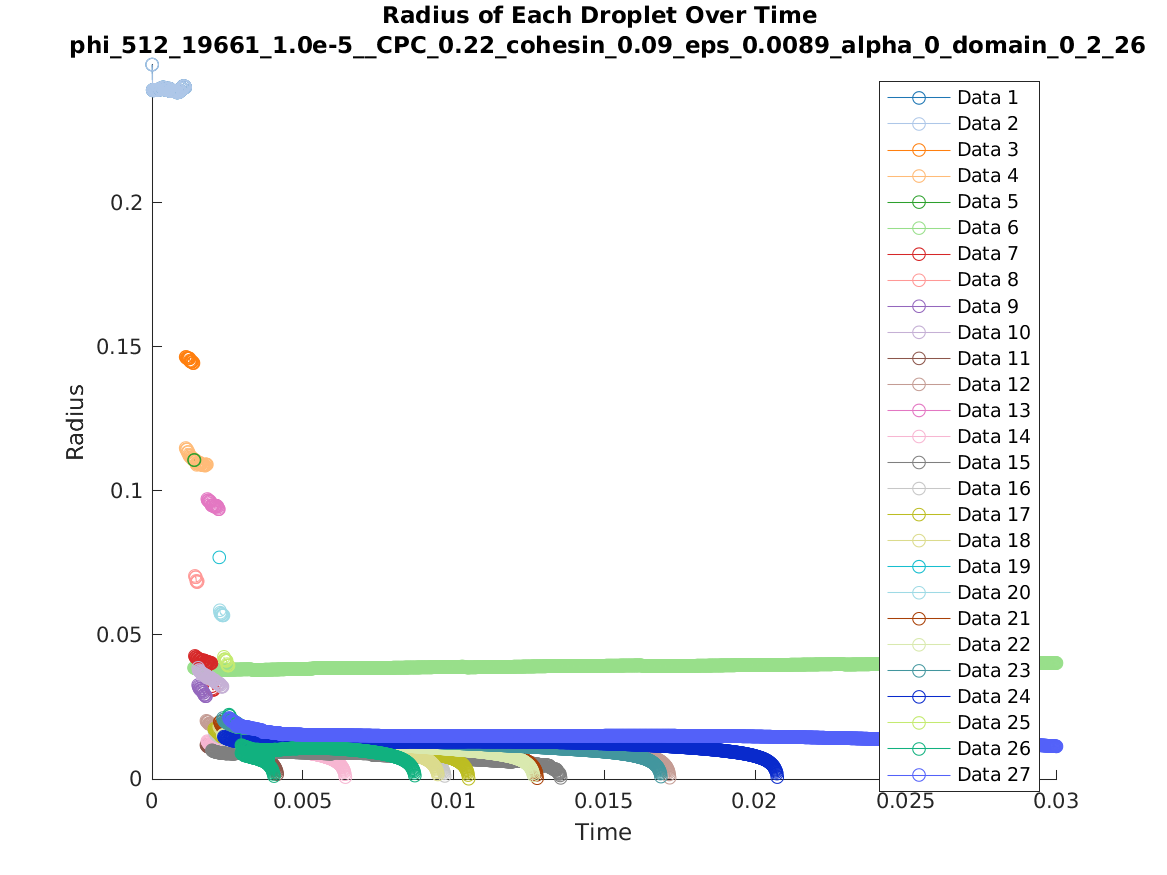 Radius of Each Droplet Over Time
phi_512_19661_1.0e-5__CPC_0.22_cohesin_0.09_eps_0.0089_alpha_0_domain_0_2_26
Radius
0.2
0.15
0.1
0.05
0
0
0.005
0.01
0.015
0.02
0.025
0.03
Time
Data 1
Data 2
Data 3
Data 4
Data 5
Data 6
Data 7
Data 8
Data 9
Data 10
Data 11
Data 12
Data 13
Data 14
Data 15
Data 16
Data 17
Data 18
Data 19
Data 20
Data 21
Data 22
Data 23
Data 24
Data 25
Data 26
Data 27